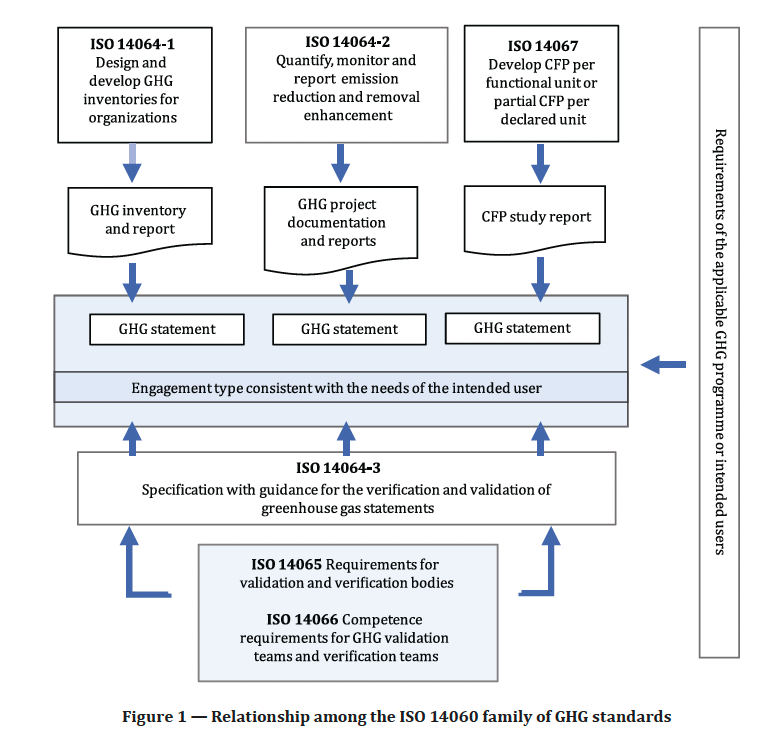 ISO 14064-1
Design and
develop GHG
inventories for
organizations
ISO 14064-2
Quantify, monitor and
report emission
reduction and removal
enhancement
ISO 14067
Develop CFP per
functional unit or
partial CFP per
declared unit
GHG inventory
and report
GHG project
documentation
and reports
CFP study report
GHG statement
GHG statement
GHG statement
Engagement type consistent with the needs of the intended user
ISO 14064-3
Specification with guidance for the verification and validation of
greenhouse gas statements
ISO 14065 Requirements for
validation and verification bodies
ISO 14066 Competence
requirements for GHG validation
teams and verification teams
Requirements of the applicable GHG programme or intended users
Figure 1 — Relationship among the ISO 14060 family of GHG standards